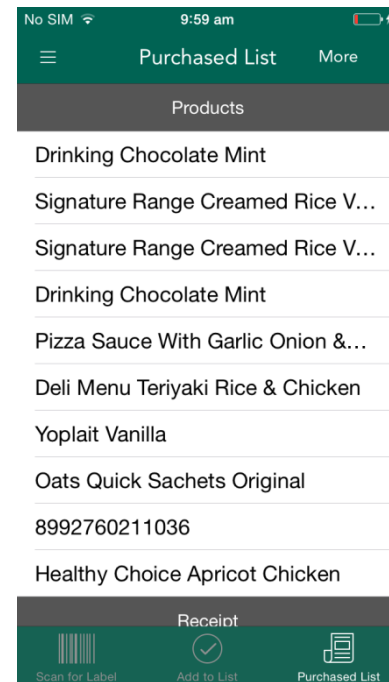 No SIM 9:59 am
Purchased List More
Products
Drinking Chocolate Mint
Signature Range Creamed Rice V...
Signature Range Creamed Rice V...
Drinking Chocolate Mint
Pizza Sauce With Garlic Onion &...
Deli Menu Teriyaki Rice & Chicken
Yoplait Vanilla
Oats Quick Sachets Original
8992760211036
Healthy Choice Apricot Chicken
Receipt
Scan for Label Add to List Purchased List